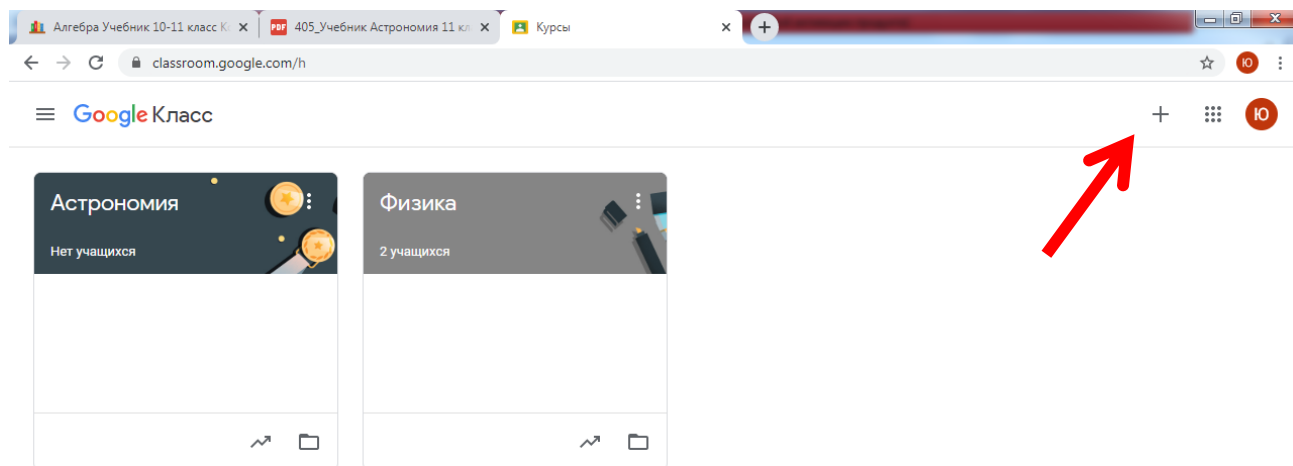 Алгебра Учебник 10-11 класс К
PDF 405_Учебник Астрономия 11 кл
Курсы
classroom.google.com/h
Ю
Google Класс
Ю
Астрономия
Нет учащихся
Физика
2 учащихся